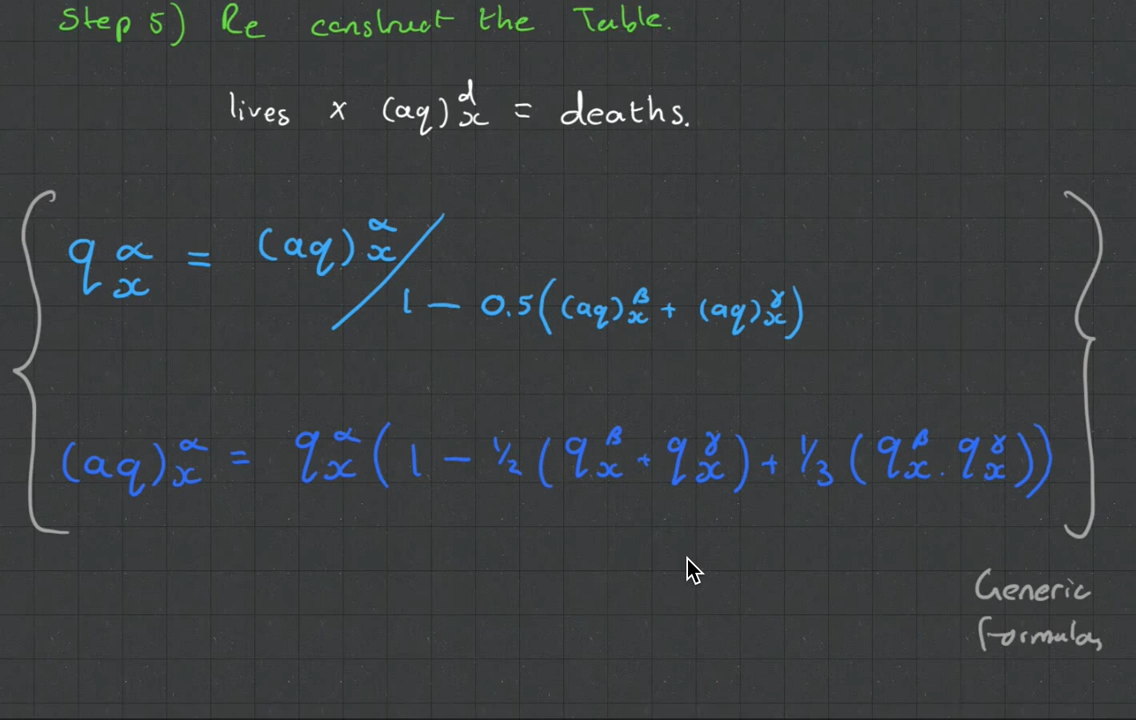 Step 5) Re construct the Table.
lives × (aq)ᵈₓ = deaths.
q^α_x = (aq)^α_x / 1 - 0.5((aq)^β_x + (aq)^γ_x)
(aq)^α_x = q^α_x(1 - 1/2(q^β_x + q^γ_x) + 1/3(q^β_x . q^γ_x))
Generic
Formulas